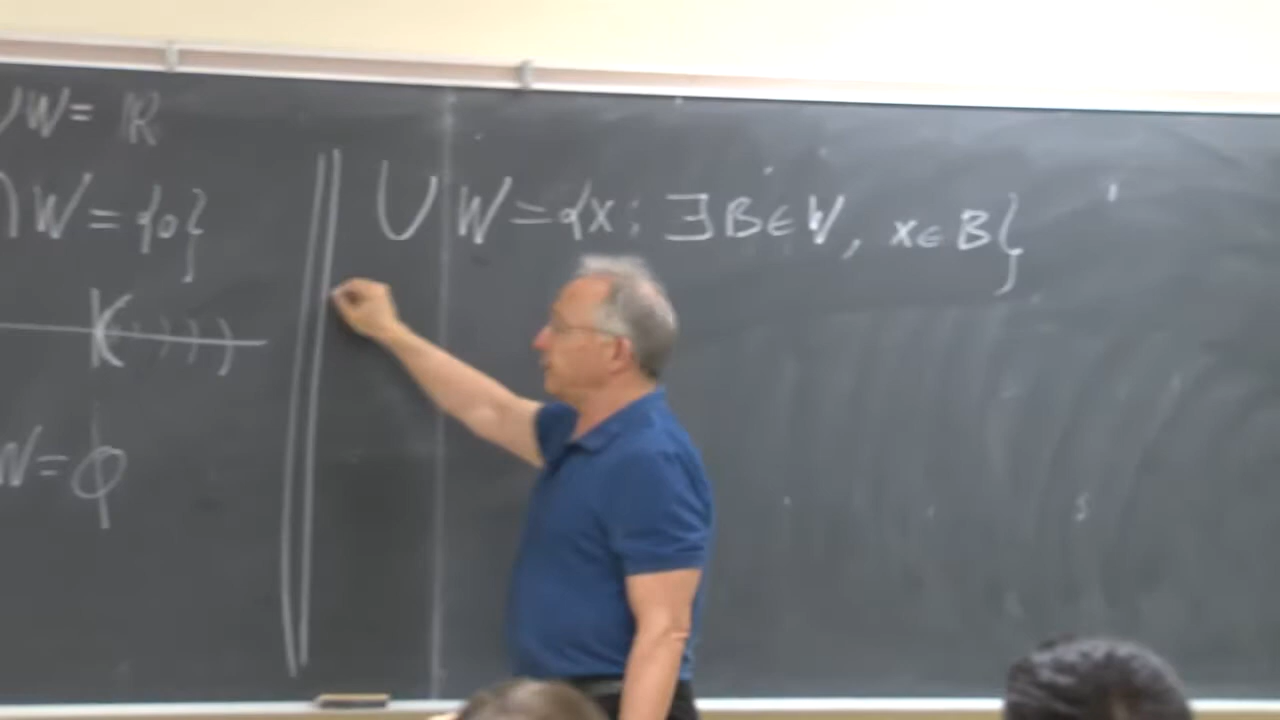 ∪W = ℝ
∩W = {0}
W = φ
∪ W = {x ; ∃ B ∈ W, x ∈ B}